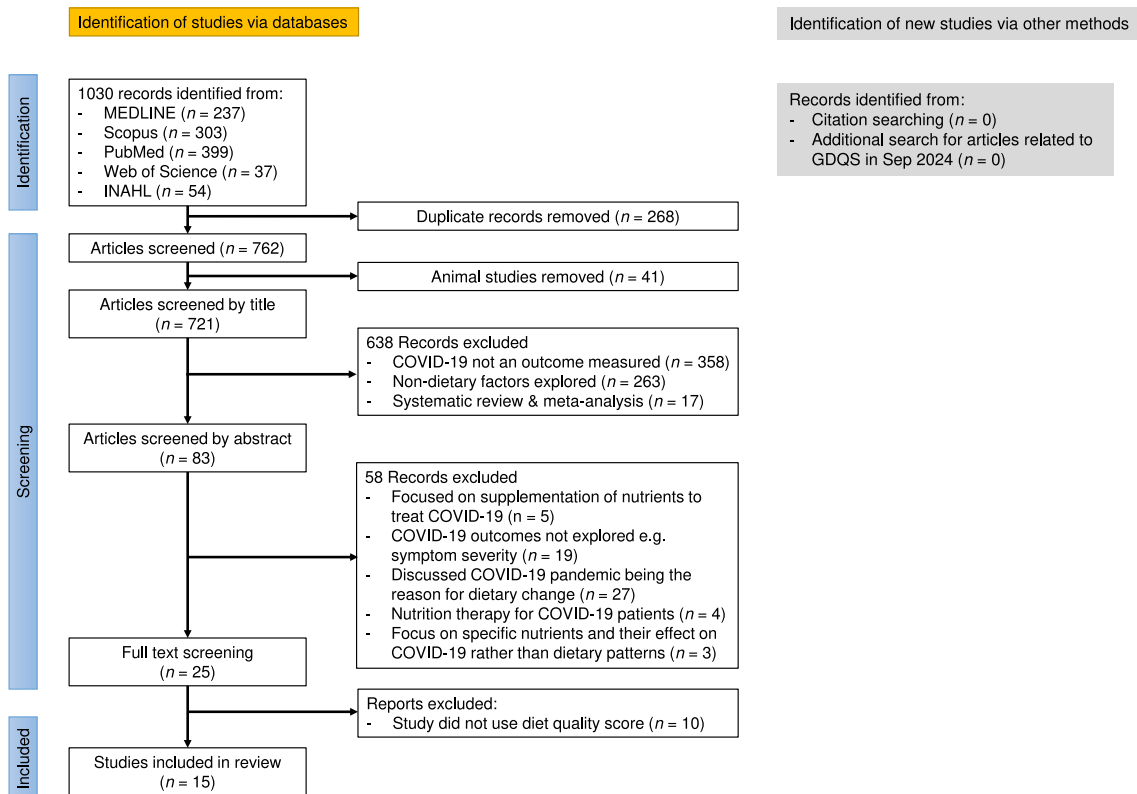 Identification of studies via databases
Identification of new studies via other methods
Identification
1030 records identified from:
- MEDLINE (n = 237)
- Scopus (n = 303)
- PubMed (n = 399)
- Web of Science (n = 37)
- INAHL (n = 54)
Records identified from:
- Citation searching (n = 0)
- Additional search for articles related to
GDQS in Sep 2024 (n = 0)
Duplicate records removed (n = 268)
Screening
Articles screened (n = 762)
Animal studies removed (n = 41)
Articles screened by title
(n = 721)
638 Records excluded
- COVID-19 not an outcome measured (n = 358)
- Non-dietary factors explored (n = 263)
- Systematic review & meta-analysis (n = 17)
Articles screened by abstract
(n = 83)
58 Records excluded
- Focused on supplementation of nutrients to
treat COVID-19 (n = 5)
- COVID-19 outcomes not explored e.g.
symptom severity (n = 19)
- Discussed COVID-19 pandemic being the
reason for dietary change (n = 27)
- Nutrition therapy for COVID-19 patients (n = 4)
- Focus on specific nutrients and their effect on
COVID-19 rather than dietary patterns (n = 3)
Full text screening
(n = 25)
Reports excluded:
- Study did not use diet quality score (n = 10)
Included
Studies included in review
(n = 15)